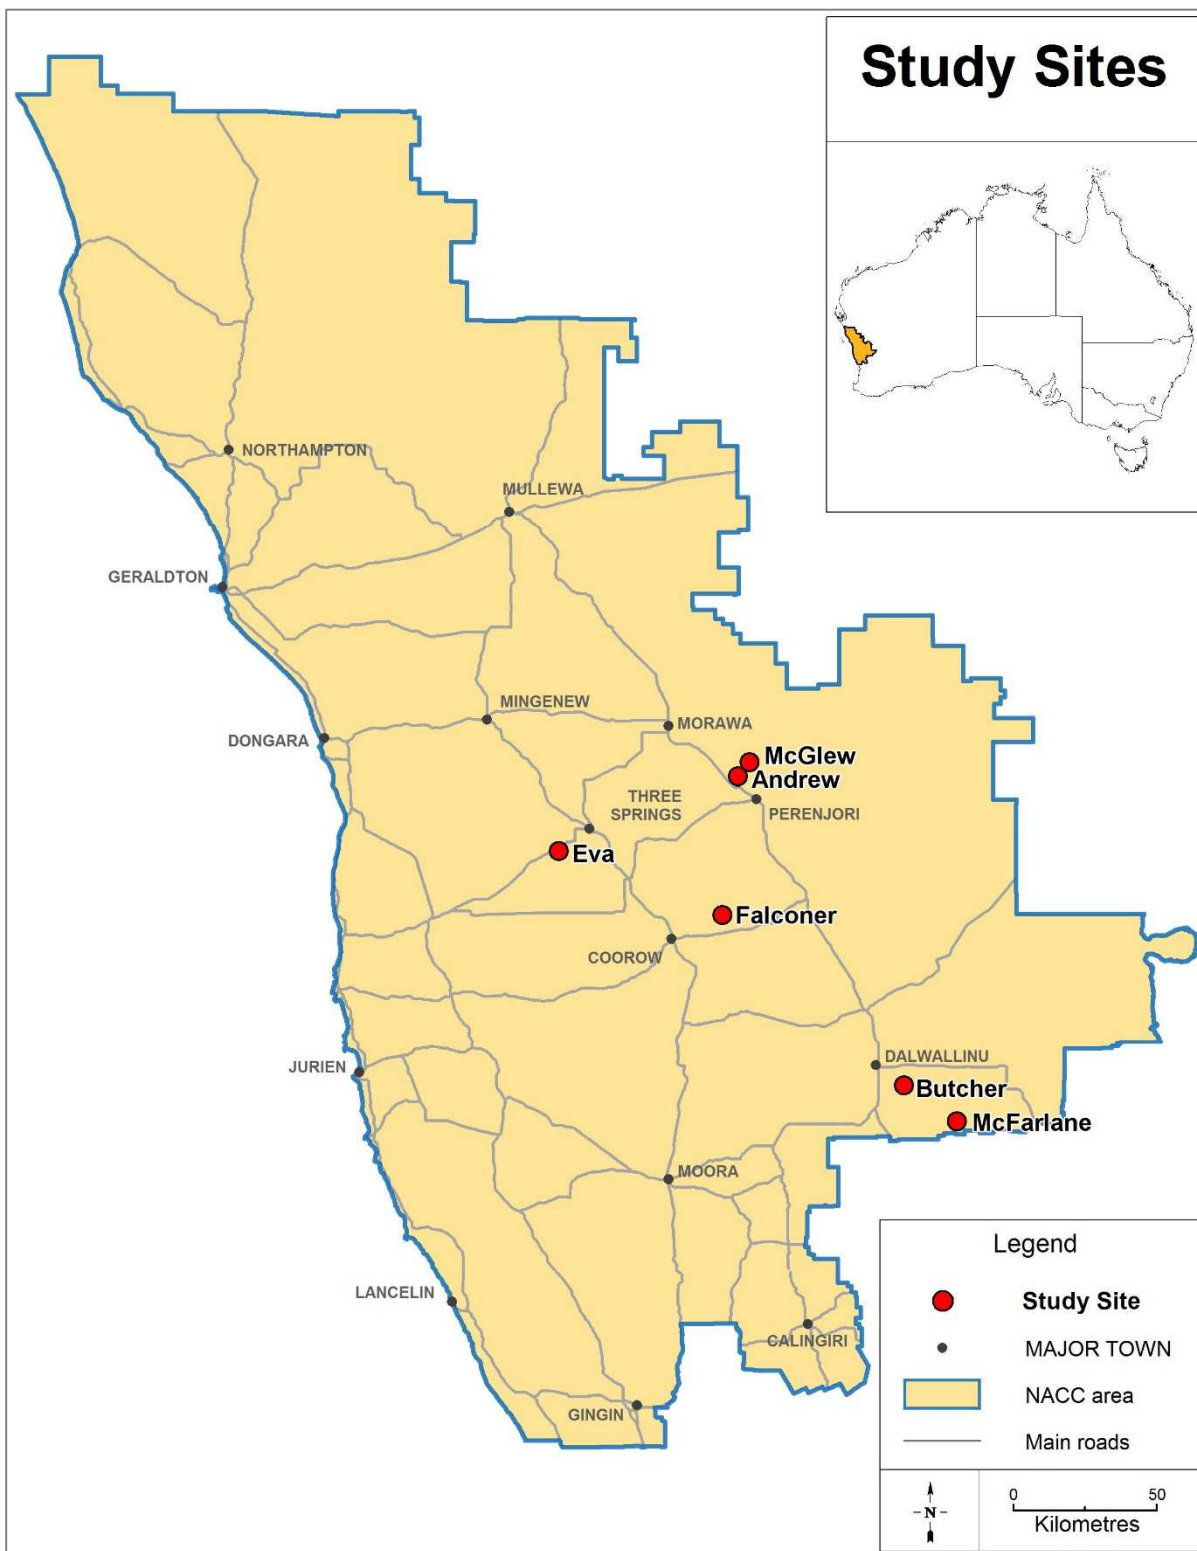 Study Sites
NORTHAMPTON
MULLEWA
GERALDTON
MINGENEW
MORAWA
DONGARA
McGlew
Andrew
THREE
SPRINGS
PERENJORI
Eva
Falconer
COOROW
DALWALLINU
JURIEN
Butcher
McFarlane
MOORA
LANCELIN
CALINGIRI
GINGIN
Legend
Study Site
MAJOR TOWN
NACC area
Main roads
N
0 50
Kilometres